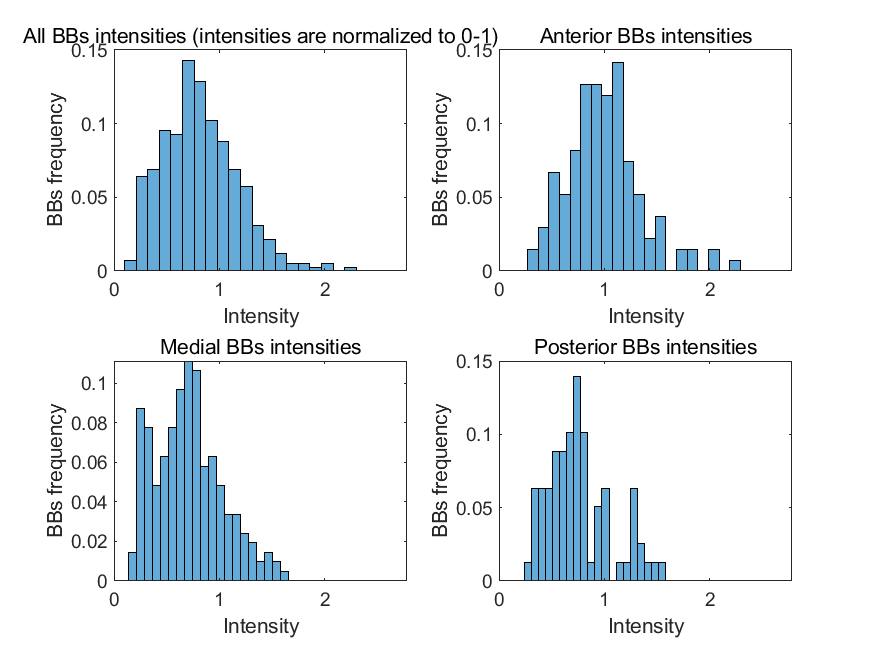 All BBs intensities (intensities are normalized to 0-1)
0.15
0.1
0.05
0
BBs frequency
0 1 2
Intensity
Anterior BBs intensities
0.15
0.1
0.05
0
BBs frequency
0 1 2
Intensity
Medial BBs intensities
0.1
0.08
0.06
0.04
0.02
0
BBs frequency
0 1 2
Intensity
Posterior BBs intensities
0.15
0.1
0.05
0
BBs frequency
0 1 2
Intensity